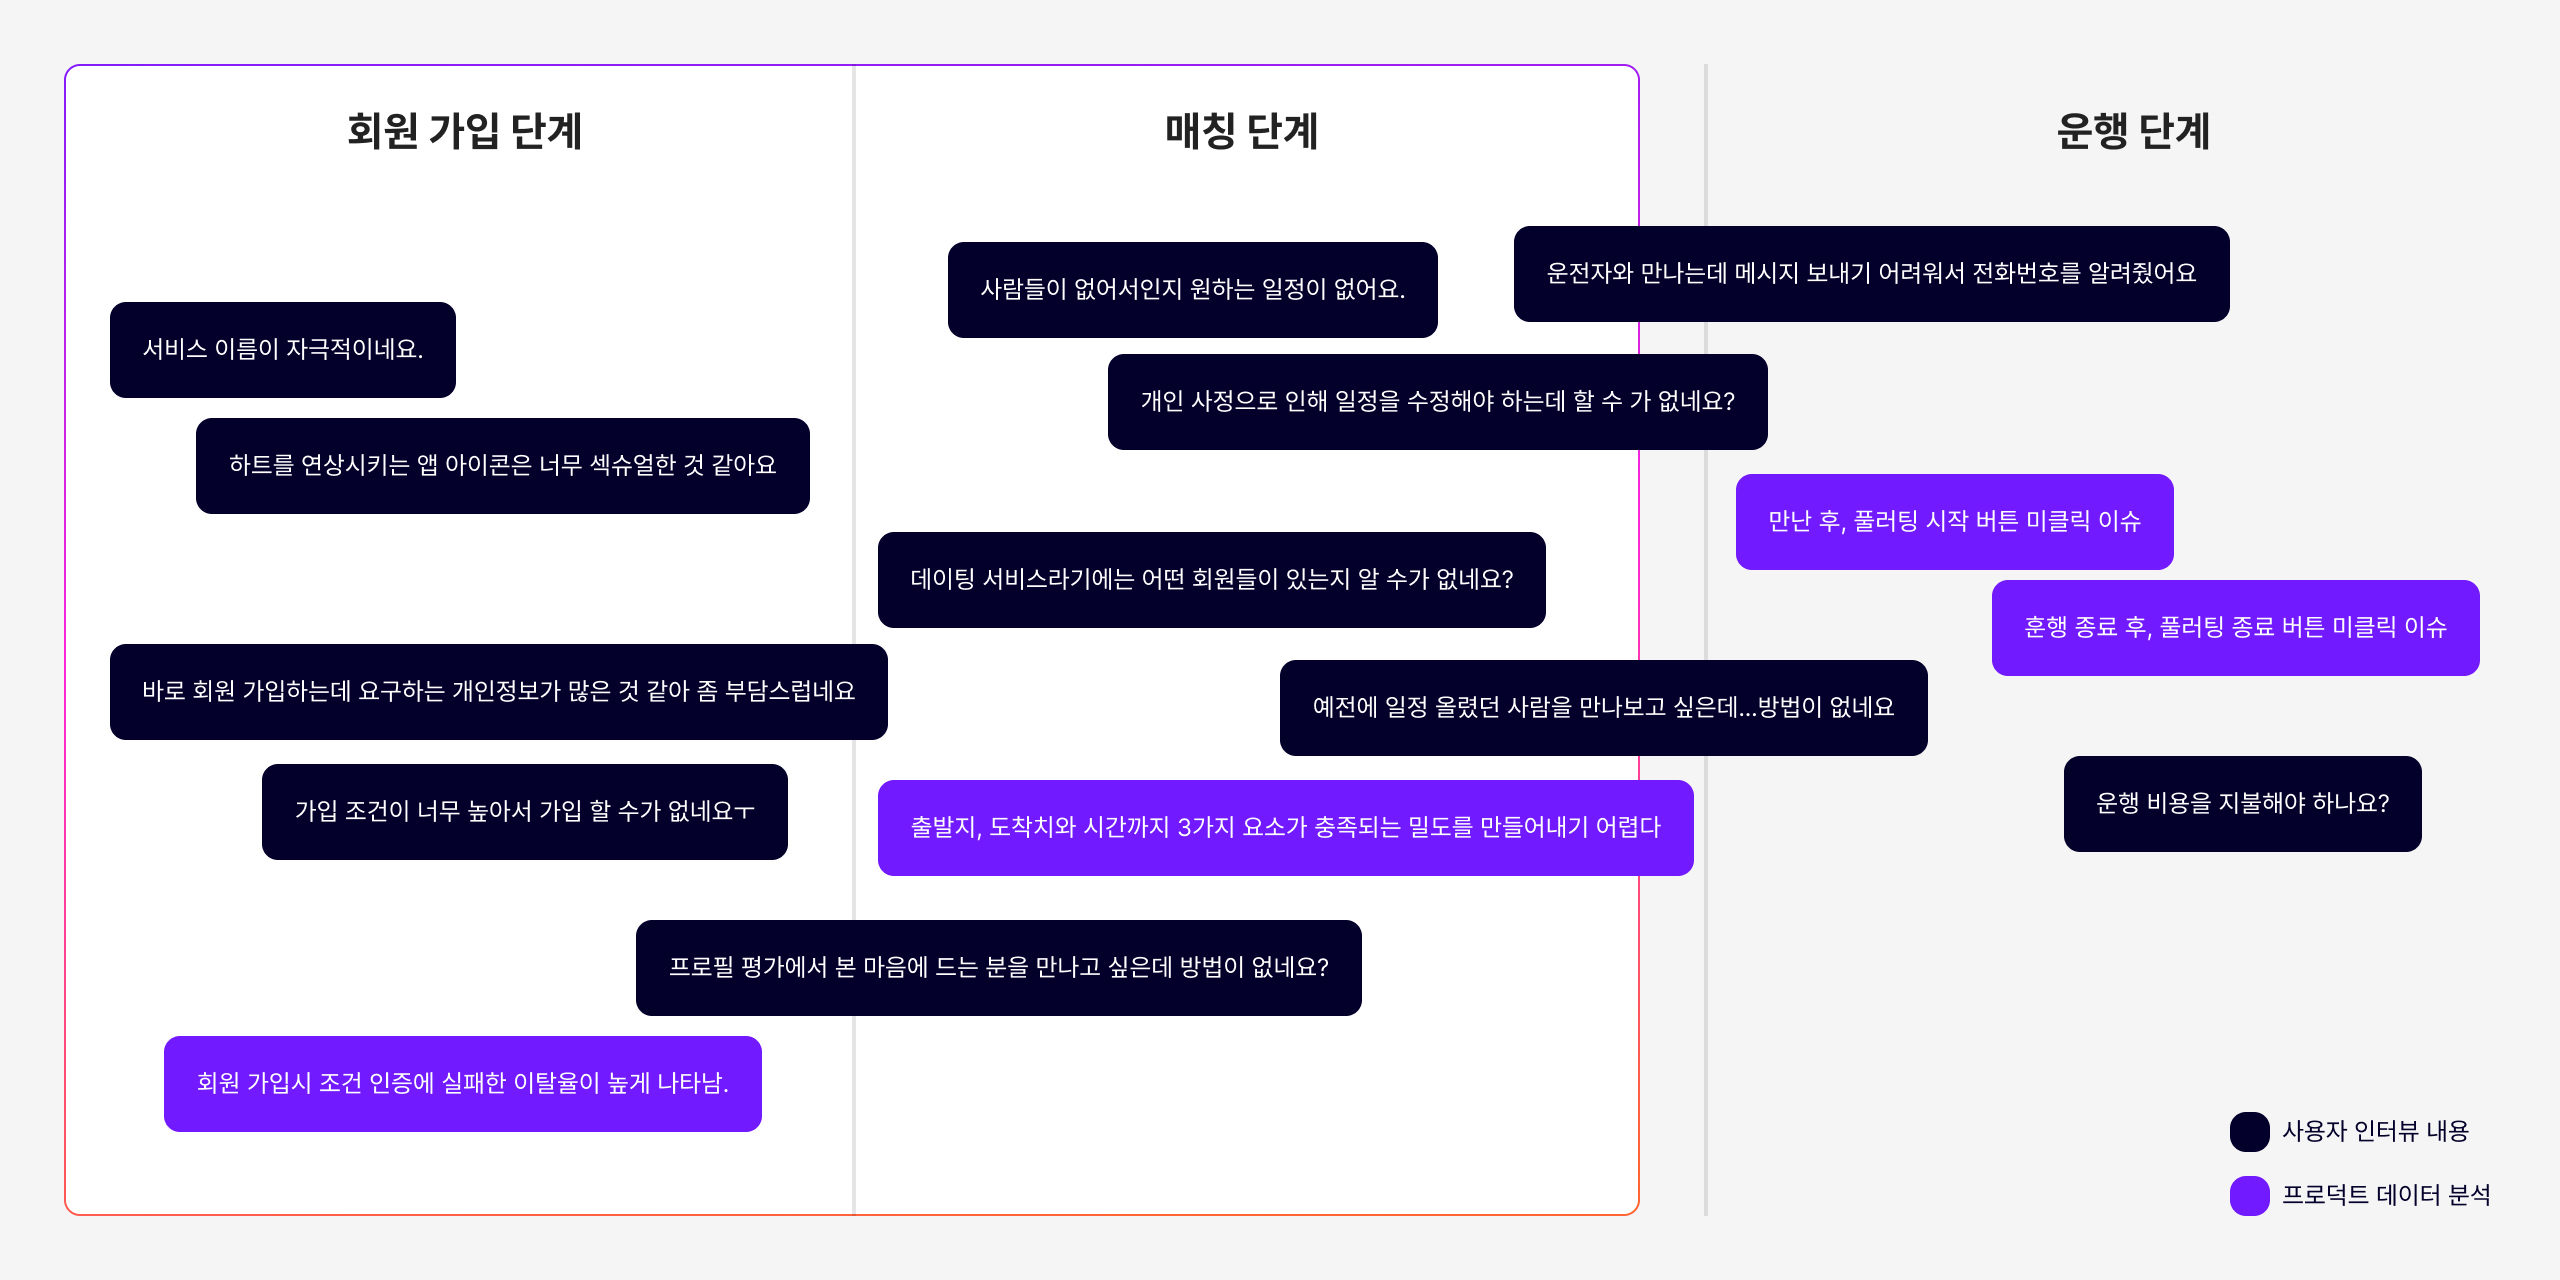 회원 가입 단계
매칭 단계
운행 단계
서비스 이름이 자극적이네요.
하트를 연상시키는 앱 아이콘은 너무 섹슈얼한 것 같아요
바로 회원 가입하는데 요구하는 개인정보가 많은 것 같아 좀 부담스럽네요
가입 조건이 너무 높아서 가입 할 수가 없네요ㅜ
프로필 평가에서 본 마음에 드는 분을 만나고 싶은데 방법이 없네요?
회원 가입시 조건 인증에 실패한 이탈율이 높게 나타남.
사람들이 없어서인지 원하는 일정이 없어요.
운전자와 만나는데 메시지 보내기 어려워서 전화번호를 알려줬어요
개인 사정으로 인해 일정을 수정해야 하는데 할 수 가 없네요?
데이팅 서비스라기에는 어떤 회원들이 있는지 알 수가 없네요?
예전에 일정 올렸던 사람을 만나보고 싶은데...방법이 없네요
출발지, 도착치와 시간까지 3가지 요소가 충족되는 밀도를 만들어내기 어렵다
만난 후, 풀러팅 시작 버튼 미클릭 이슈
훈행 종료 후, 풀러팅 종료 버튼 미클릭 이슈
운행 비용을 지불해야 하나요?
사용자 인터뷰 내용
프로덕트 데이터 분석